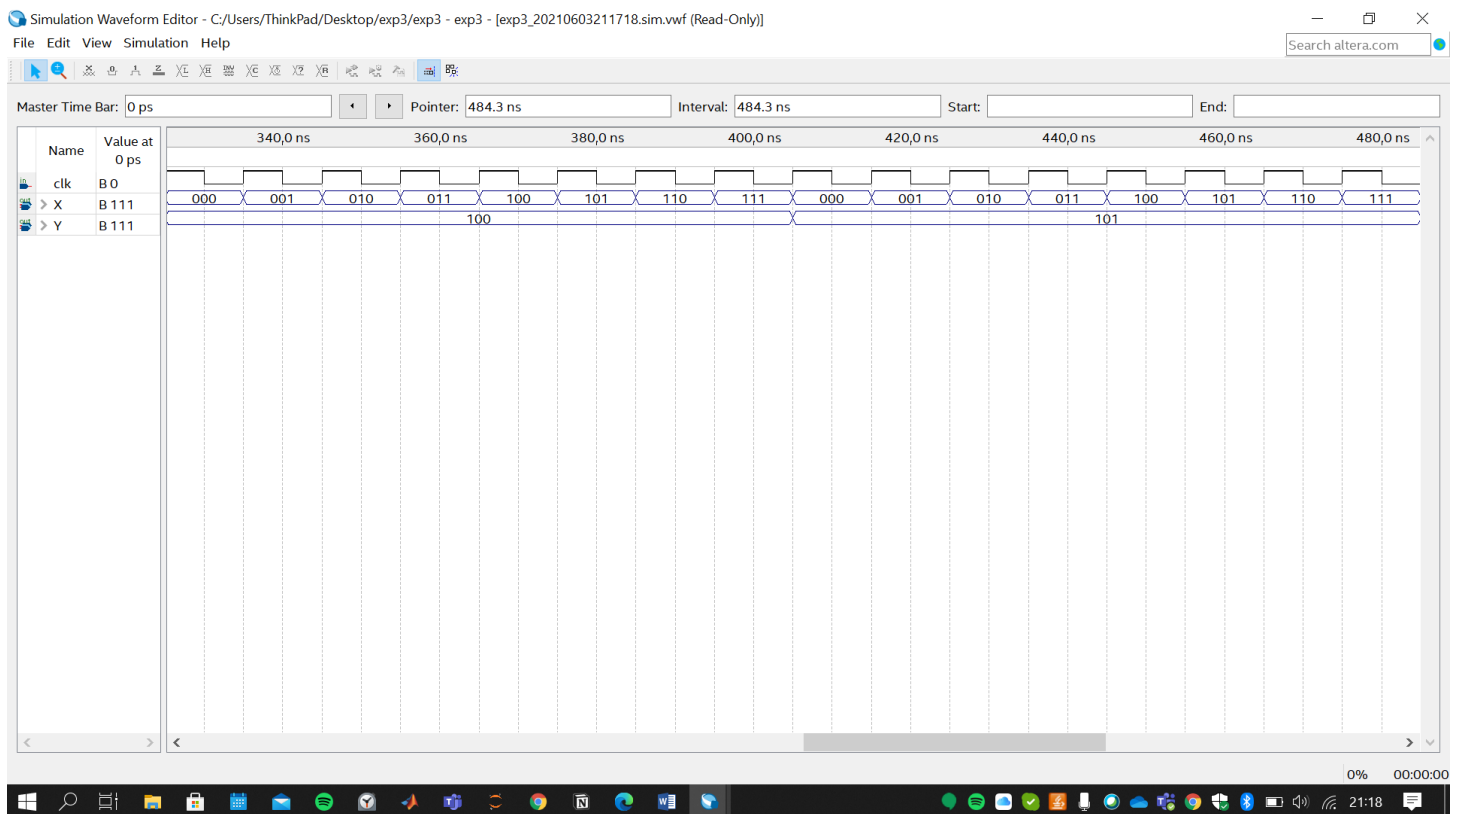 Simulation Waveform Editor - C:/Users/ThinkPad/Desktop/exp3/exp3 - exp3 - [exp3_20210603211718.sim.vwf (Read-Only)]
File Edit View Simulation Help
Search altera.com
Master Time Bar: 0 ps Pointer: 484.3 ns Interval: 484.3 ns Start: End:
Name Value at 0 ps
340,0 ns 360,0 ns 380,0 ns 400,0 ns 420,0 ns 440,0 ns 460,0 ns 480,0 ns
clk B 0
X B 111 000 001 010 011 100 101 110 111 000 001 010 011 100 101 110 111
Y B 111 100 101
0% 00:00:00
21:18